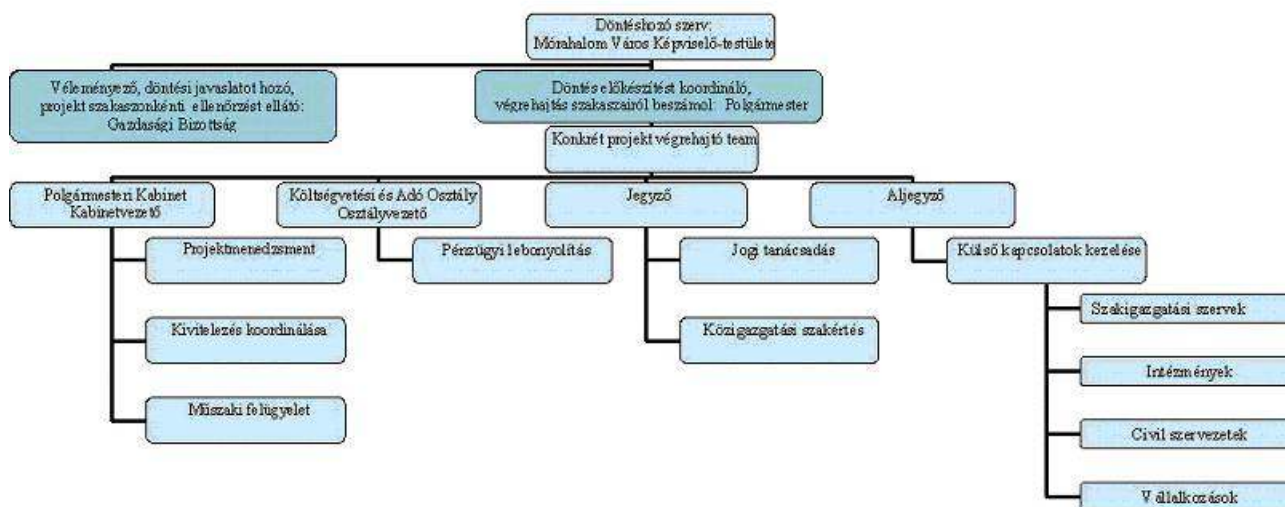 Döntéshozó szerv:
Mórahalom Város Képviselő-testülete
Véleményező, döntési javaslatot hozó,
projekt szakaszonkénti ellenőrzést ellátó:
Gazdasági Bizottság
Döntés előkészítést koordináló,
végrehajtás szakaszairól beszámol: Polgármester
Konkrét projekt végrehajtó team
Polgármesteri Kabinet
Kabinetvezető
Költségvetési és Adó Osztály
Osztályvezető
Jegyző
Aljegyző
Projektmenedzsment
Pénzügyi lebonyolítás
Jogi tanácsadás
Külső kapcsolatok kezelése
Kivitelezés koordinálása
Közigazgatási szakértés
Műszaki felügyelet
Szakigazgatási szervek
Intézmények
Civil szervezetek
Vállalkozások